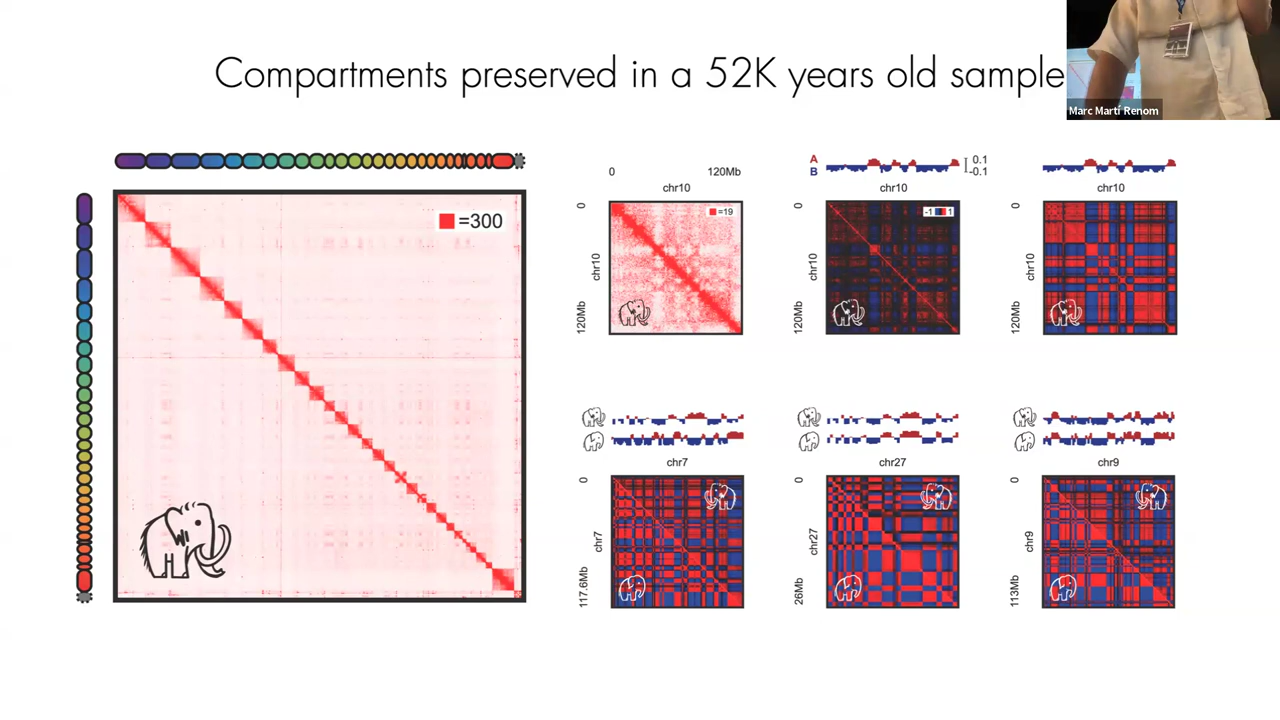 Compartments preserved in a 52K years old sample
Marc Martí Renom
=300
0 120Mb
chr10
0
chr10
120Mb
=19
A
B
0.1
-0.1
chr10
0
chr10
120Mb
-1 1
chr10
0
chr10
120Mb
chr7
0
chr7
117.6Mb
chr27
0
chr27
26Mb
chr9
0
chr9
113Mb